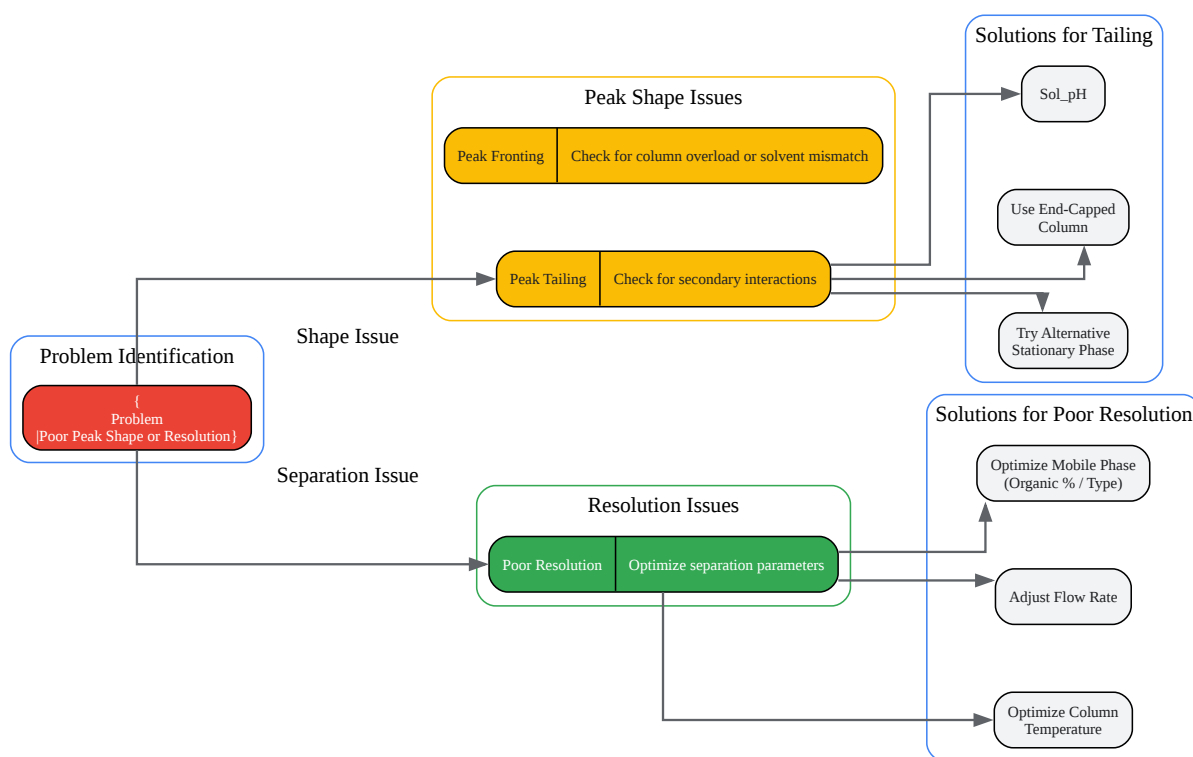 Solutions for Tailing
Sol_pH
Peak Shape Issues
Peak Fronting
Check for column overload or solvent mismatch
Use End-Capped
Column
Peak Tailing
Check for secondary interactions
Try Alternative
Stationary Phase
Shape Issue
Problem Identification
{
Problem
|Poor Peak Shape or Resolution}
Separation Issue
Solutions for Poor Resolution
Optimize Mobile Phase
(Organic % / Type)
Resolution Issues
Poor Resolution
Optimize separation parameters
Adjust Flow Rate
Optimize Column
Temperature